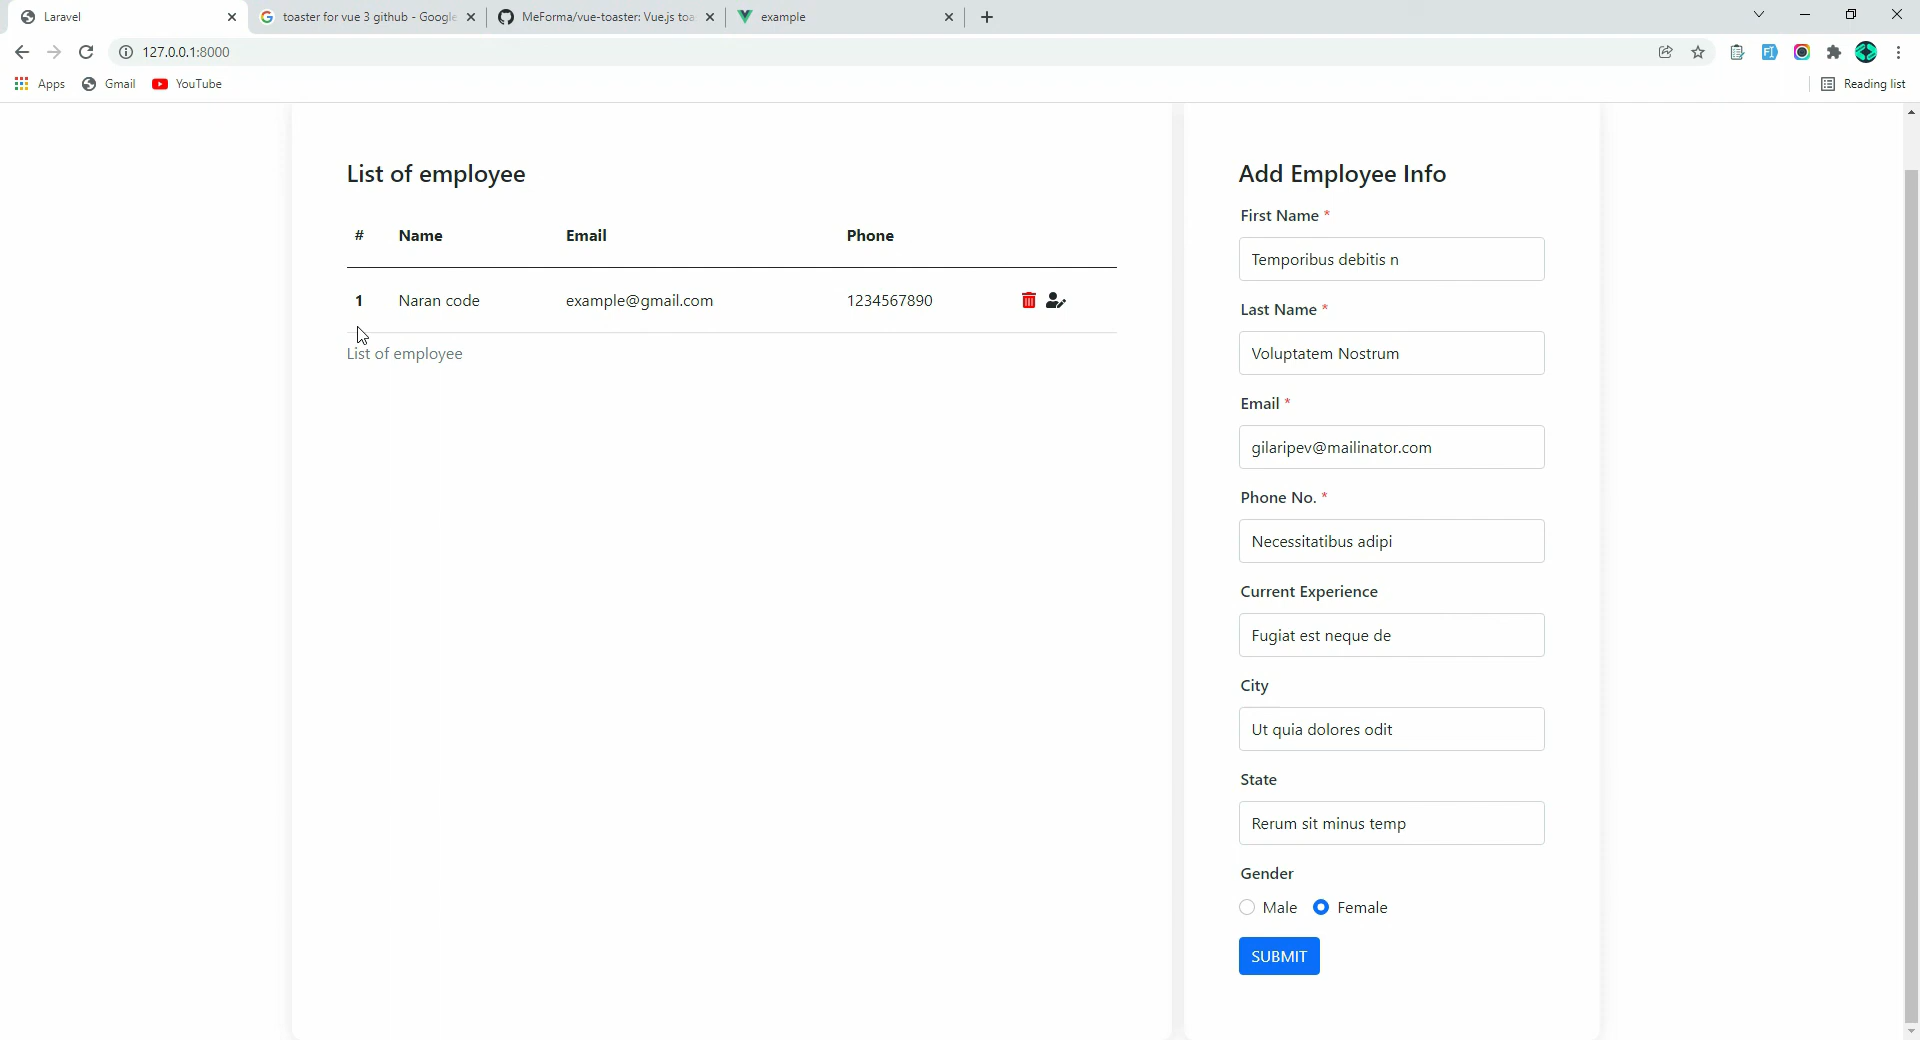 Laravel
toaster for vue 3 github - Google
MeForma/vue-toaster: Vue.js toa
example
127.0.0.1:8000
Apps
Gmail
YouTube
Reading list
List of employee
# Name Email Phone
1 Naran code example@gmail.com 1234567890
List of employee
Add Employee Info
First Name *
Temporibus debitis n
Last Name *
Voluptatem Nostrum
Email *
gilaripev@mailinator.com
Phone No. *
Necessitatibus adipi
Current Experience
Fugiat est neque de
City
Ut quia dolores odit
State
Rerum sit minus temp
Gender
Male Female
SUBMIT